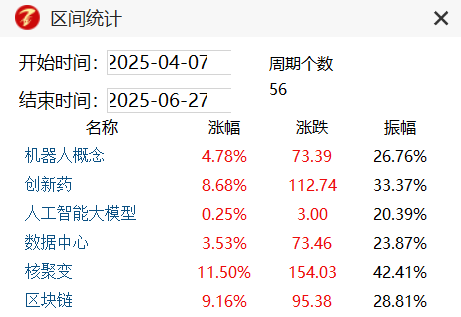 区间统计
开始时间: 2025-04-07 周期个数
结束时间: 2025-06-27 56
名称 涨幅 涨跌 振幅
机器人概念 4.78% 73.39 26.76%
创新药 8.68% 112.74 33.37%
人工智能大模型 0.25% 3.00 20.39%
数据中心 3.53% 73.46 23.87%
核聚变 11.50% 154.03 42.41%
区块链 9.16% 95.38 28.81%